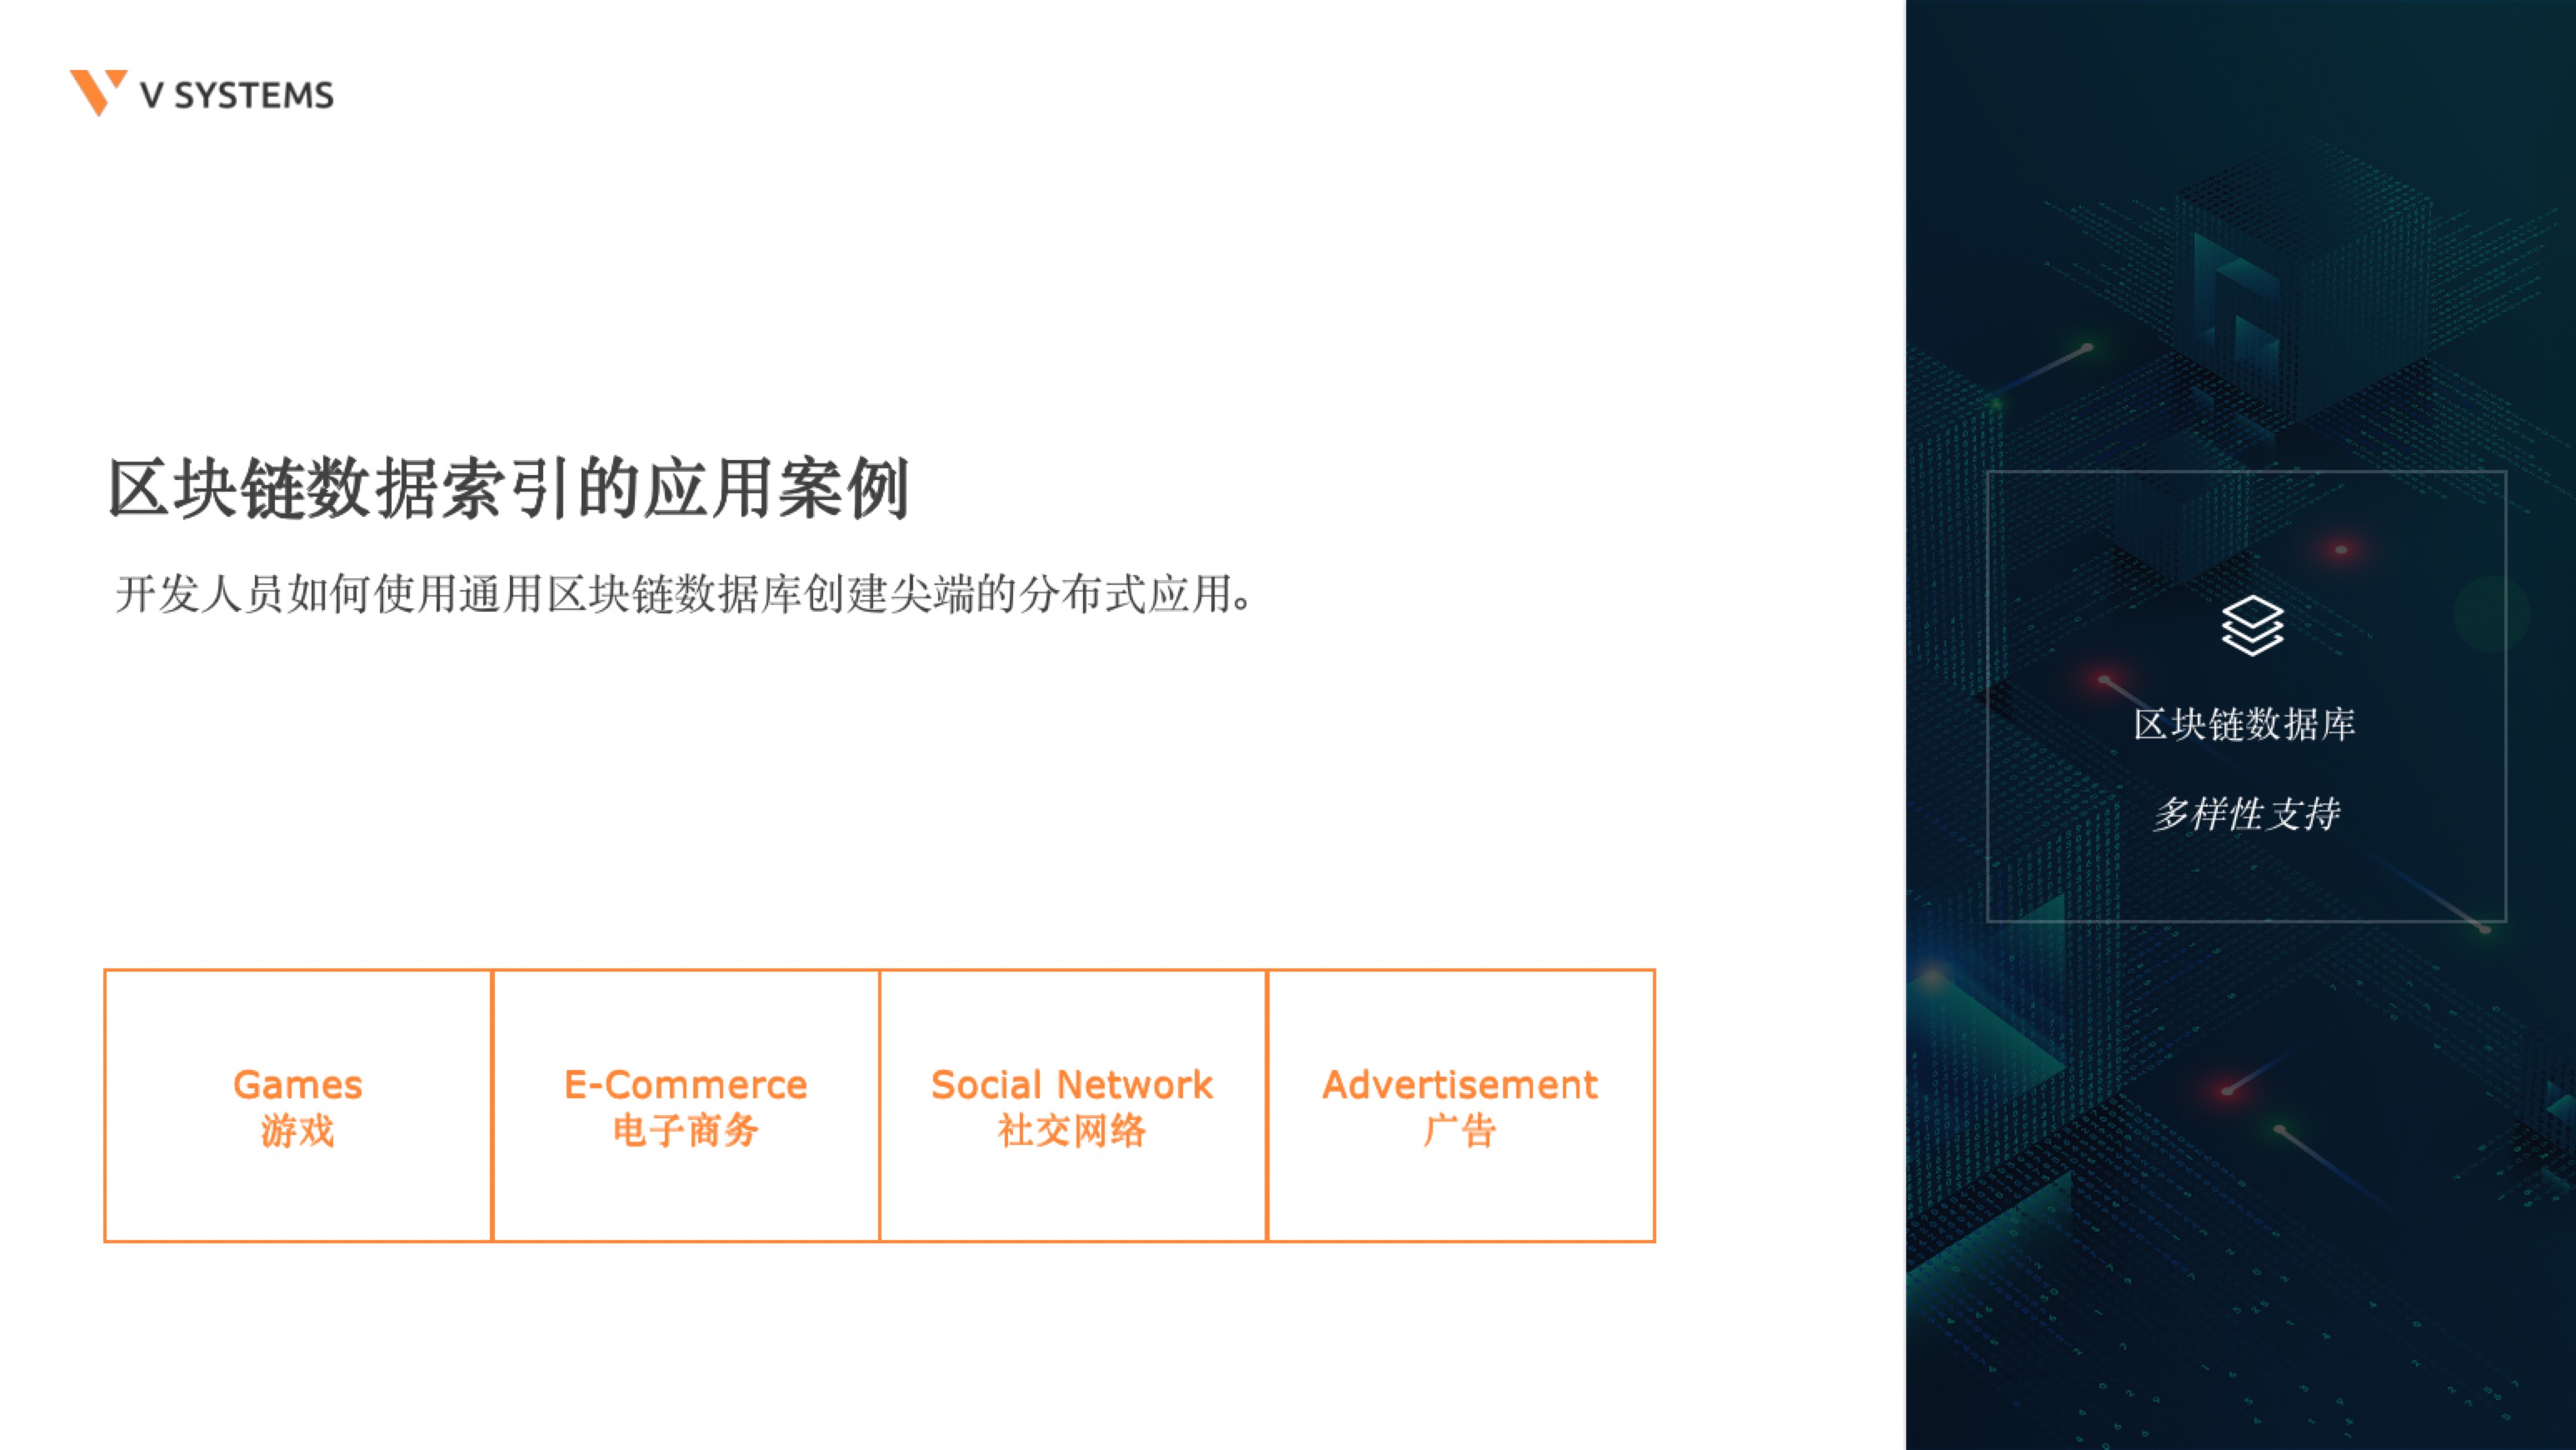 V SYSTEMS
区块链数据索引的应用案例
开发人员如何使用通用区块链数据库创建尖端的分布式应用。
Games
游戏
E-Commerce
电子商务
Social Network
社交网络
Advertisement
广告
区块链数据库
多样性支持